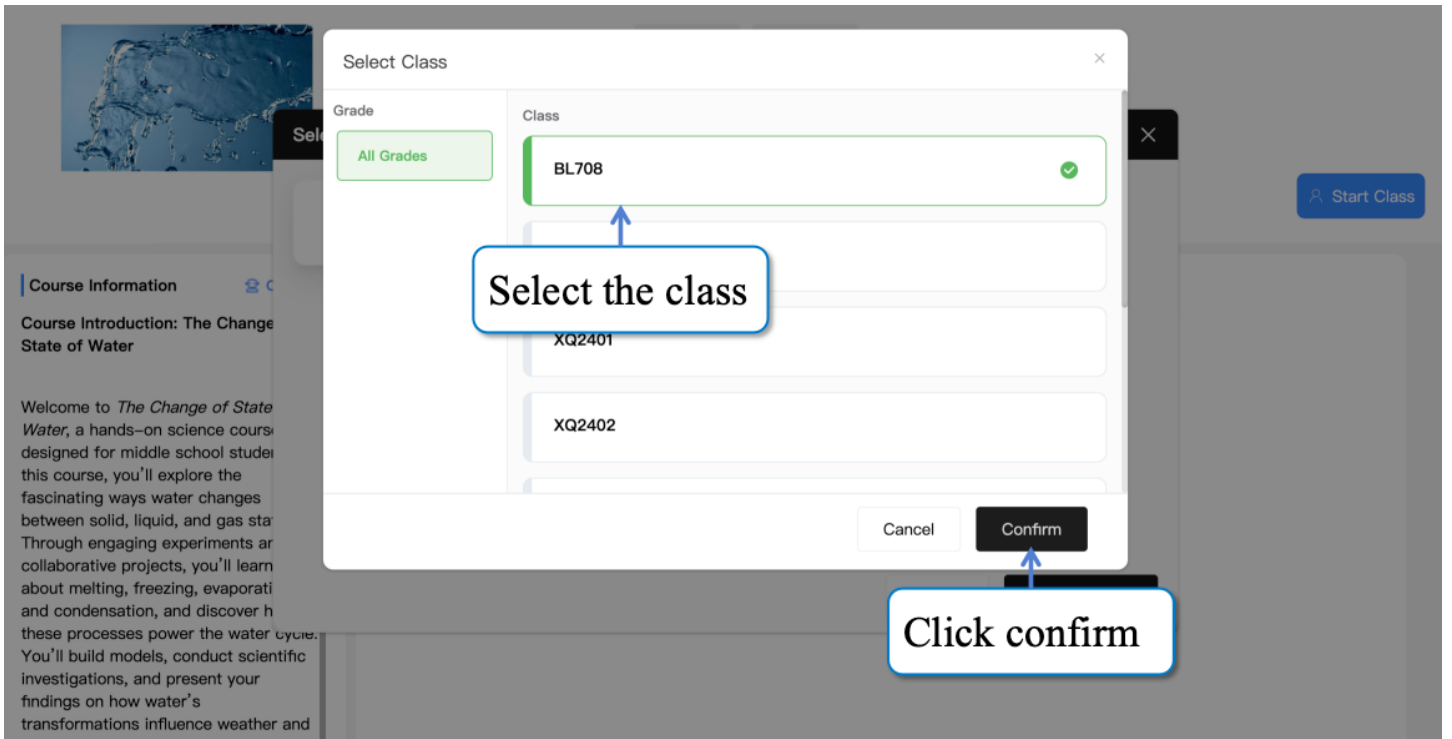 Select Class
Grade
All Grades
Class
BL708
XQ2401
XQ2402
Cancel
Confirm
Select the class
Click confirm
Start Class
Course Information
Course Introduction: The Change
State of Water
Welcome to The Change of State
Water, a hands-on science
designed for middle school
this course, you'll explore the
fascinating ways water changes
between solid, liquid, and gas
Through engaging experiments
collaborative projects, you'll learn
about melting, freezing,
and condensation, and discover
these processes power the water cycle.
You'll build models, conduct scientific
investigations, and present your
findings on how water's
transformations influence weather and